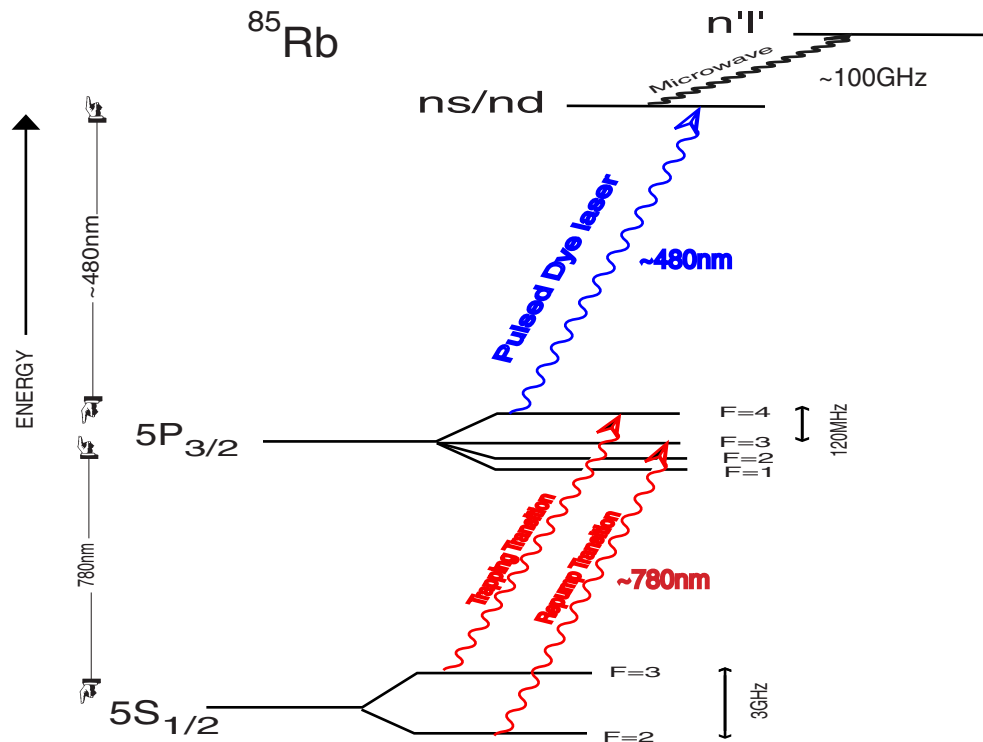 85Rb
n'l'
Microwave
~100GHz
ns/nd
Pulsed Dye laser
~480nm
~480nm
ENERGY
5P3/2
F=4
F=3
F=2
F=1
120MHz
Trapping Transition
Repump Transition
~780nm
780nm
5S1/2
F=3
F=2
3GHz